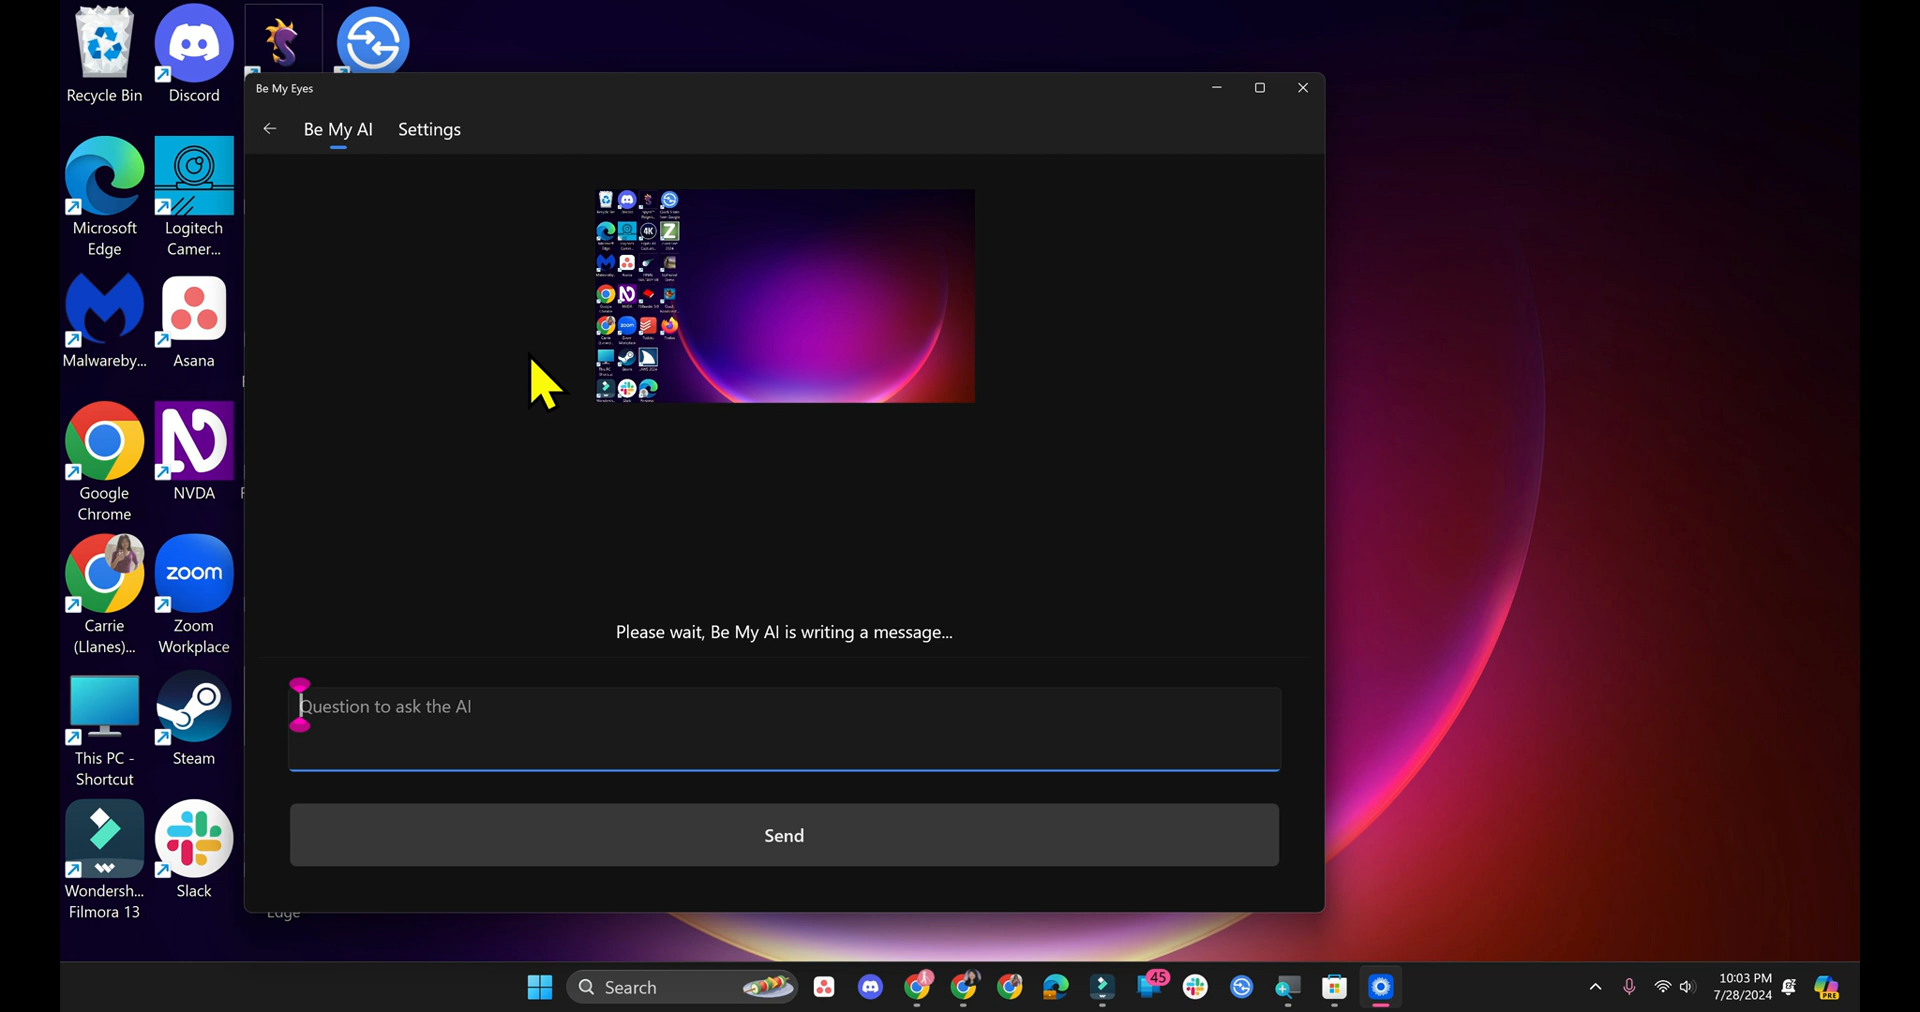 Recycle Bin
Discord
Be My Eyes
Be My AI
Settings
Microsoft
Edge
Logitech
Camer...
Malwareby...
Asana
Google
Chrome
NVDA
zoom
Carrie
(Llanes)...
Zoom
Workplace
Please wait, Be My AI is writing a message...
Question to ask the AI
This PC -
Shortcut
Steam
Send
Wondersh...
Filmora 13
Slack
Edge
Search
45
10:03 PM
7/28/2024
PRE